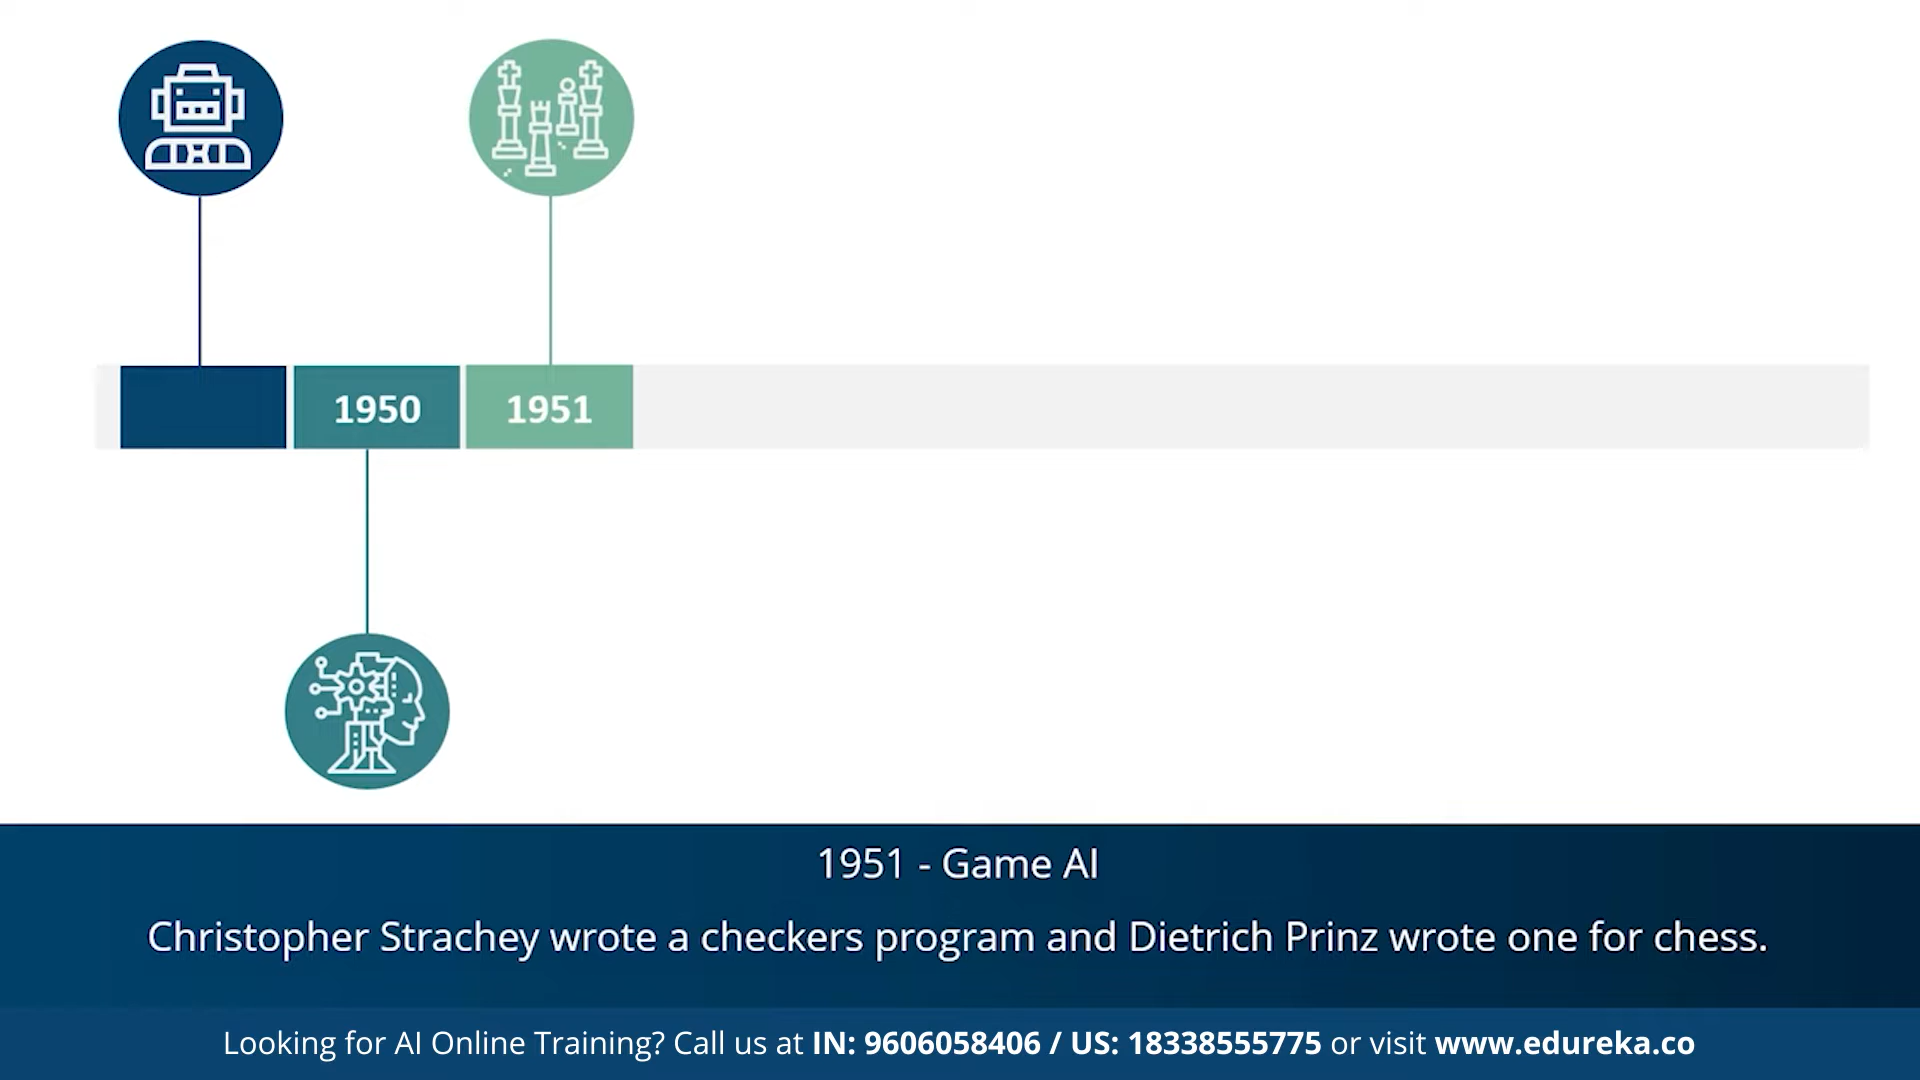 1950
1951
1951 - Game AI
Christopher Strachey wrote a checkers program and Dietrich Prinz wrote one for chess.
Looking for AI Online Training? Call us at IN: 9606058406 / US: 18338555775 or visit www.edureka.co